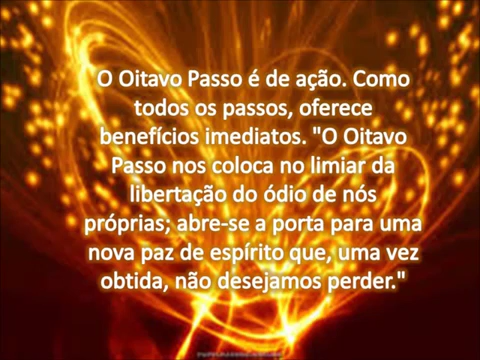 O Oitavo Passo é de ação. Como
todos os passos, oferece
benefícios imediatos. "O Oitavo
Passo nos coloca no limiar da
libertação do ódio de nós
próprias; abre-se a porta para uma
nova paz de espírito que, uma vez
obtida, não desejamos perder."